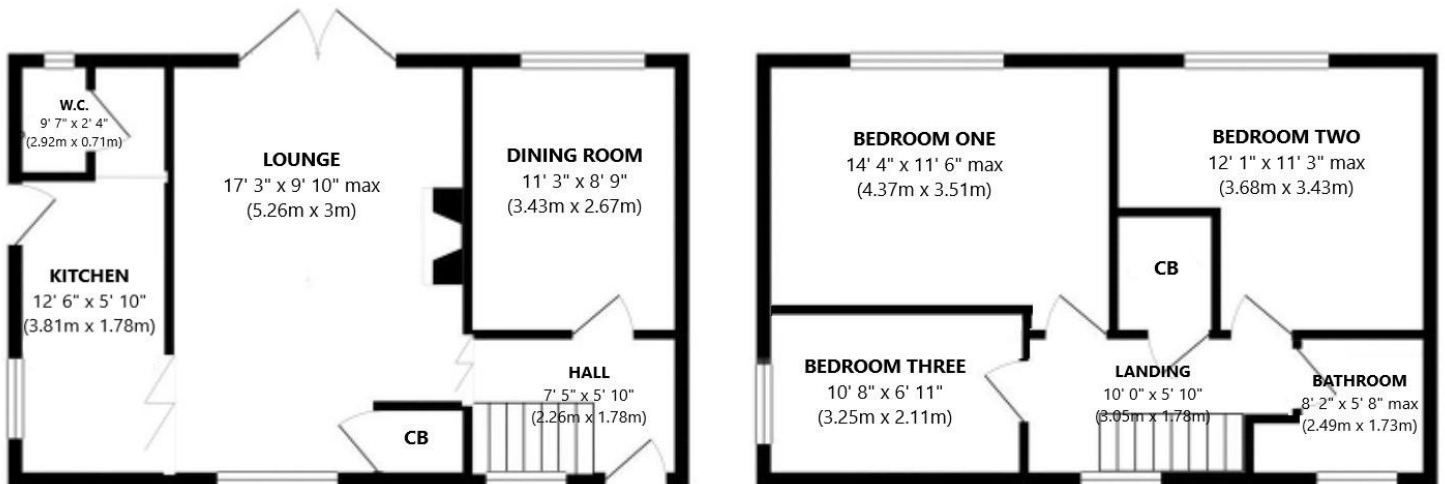 W.C.
9' 7" x 2' 4"
(2.92m x 0.71m)
LOUNGE
17' 3" x 9' 10" max
(5.26m x 3m)
DINING ROOM
11' 3" x 8' 9"
(3.43m x 2.67m)
KITCHEN
12' 6" x 5' 10"
(3.81m x 1.78m)
HALL
7' 5" x 5' 10"
(2.26m x 1.78m)
CB
BEDROOM ONE
14' 4" x 11' 6" max
(4.37m x 3.51m)
BEDROOM TWO
12' 1" x 11' 3" max
(3.68m x 3.43m)
CB
BEDROOM THREE
10' 8" x 6' 11"
(3.25m x 2.11m)
LANDING
10' 0" x 5' 10"
(3.05m x 1.78m)
BATHROOM
8' 2" x 5' 8" max
(2.49m x 1.73m)